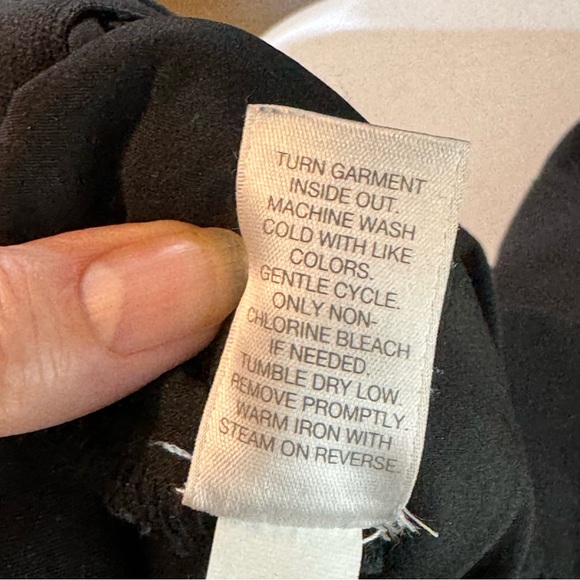 TURN GARMENT
INSIDE OUT.
MACHINE WASH
COLD WITH LIKE
COLORS.
GENTLE CYCLE.
ONLY NON-
CHLORINE BLEACH
IF NEEDED.
TUMBLE DRY LOW.
REMOVE PROMPTLY.
WARM IRON WITH
STEAM ON REVERSE.